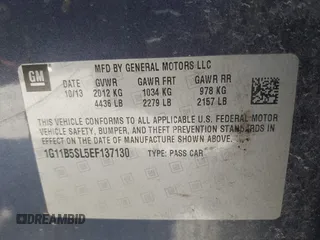 GM
MFD BY GENERAL MOTORS LLC
DATE GVWR GAWR FRT GAWR RR
10/13 2012 KG 1034 KG 978 KG
4436 LB 2279 LB 2157 LB
THIS VEHICLE CONFORMS TO ALL APPLICABLE U.S. FEDERAL MOTOR
VEHICLE SAFETY, BUMPER, AND THEFT PREVENTION STANDARDS
IN EFFECT ON THE DATE OF MANUFACTURE SHOWN ABOVE.
1G11B5SL5EF137130 TYPE: PASS CAR
DREAMBID